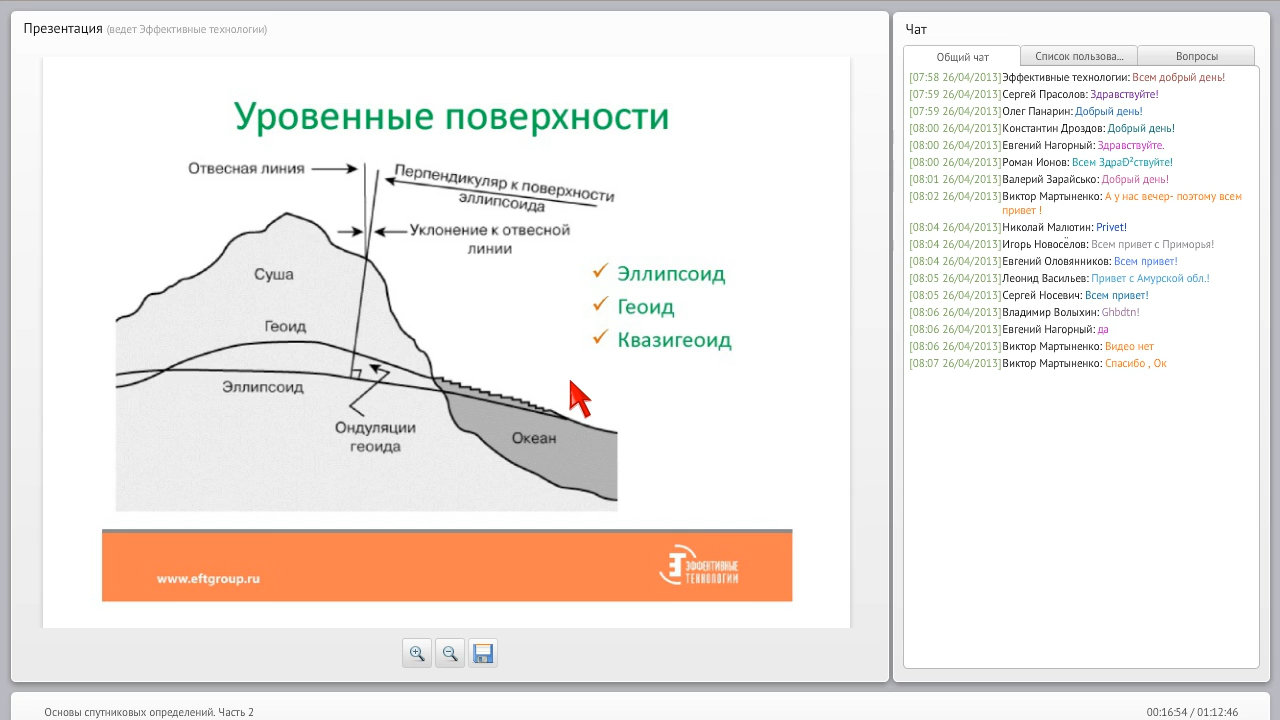 Презентация (ведет Эффективные технологии)
Уровенные поверхности
Отвесная линия
Перпендикуляр к поверхности
эллипсоида
Уклонение к отвесной
линии
Суша
Геоид
Эллипсоид
Ондуляции
геоида
Океан
✓ Эллипсоид
✓ Геоид
✓ Квазигеоид
www.eftgroup.ru
ЭФФЕКТИВНЫЕ
ТЕХНОЛОГИИ
Чат
Общий чат
Список пользова...
Вопросы
[07:58 26/04/2013]Эффективные технологии: Всем добрый день!
[07:59 26/04/2013]Сергей Прасолов: Здравствуйте!
[07:59 26/04/2013]Олег Панарин: Добрый день!
[08:00 26/04/2013]Константин Дроздов: Добрый день!
[08:00 26/04/2013]Евгений Нагорный: Здравствуйте.
[08:00 26/04/2013]Роман Ионов: Всем ЗдраÐ²ствуйте!
[08:01 26/04/2013]Валерий Зарайсько: Добрый день!
[08:02 26/04/2013]Виктор Мартыненко: А у нас вечер- поэтому всем
привет !
[08:04 26/04/2013]Николай Малютин: Privet!
[08:04 26/04/2013]Игорь Новосёлов: Всем привет с Приморья!
[08:04 26/04/2013]Евгений Оловянников: Всем привет!
[08:05 26/04/2013]Леонид Васильев: Привет с Амурской обл.!
[08:05 26/04/2013]Сергей Носевич: Всем привет!
[08:06 26/04/2013]Владимир Волыхин: Ghbdtn!
[08:06 26/04/2013]Евгений Нагорный: да
[08:06 26/04/2013]Виктор Мартыненко: Видео нет
[08:07 26/04/2013]Виктор Мартыненко: Спасибо , Ок
Основы спутниковых определений. Часть 2
00:16:54 / 01:12:46